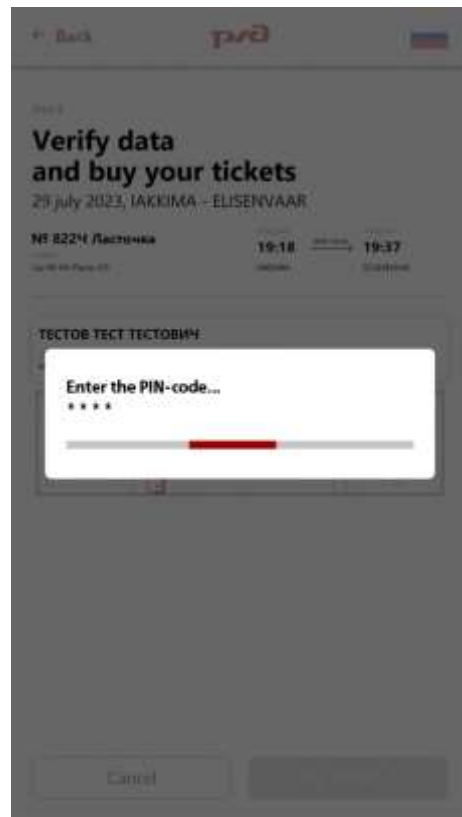 ← Back
Verify data
and buy your tickets
29 july 2023, IAKKIMA - ELISENVAAR
№ 822Ч Ласточка
19:18
19:37
ТЕСТОВ ТЕСТ ТЕСТОВИЧ
Enter the PIN-code...
* * * *
Cancel